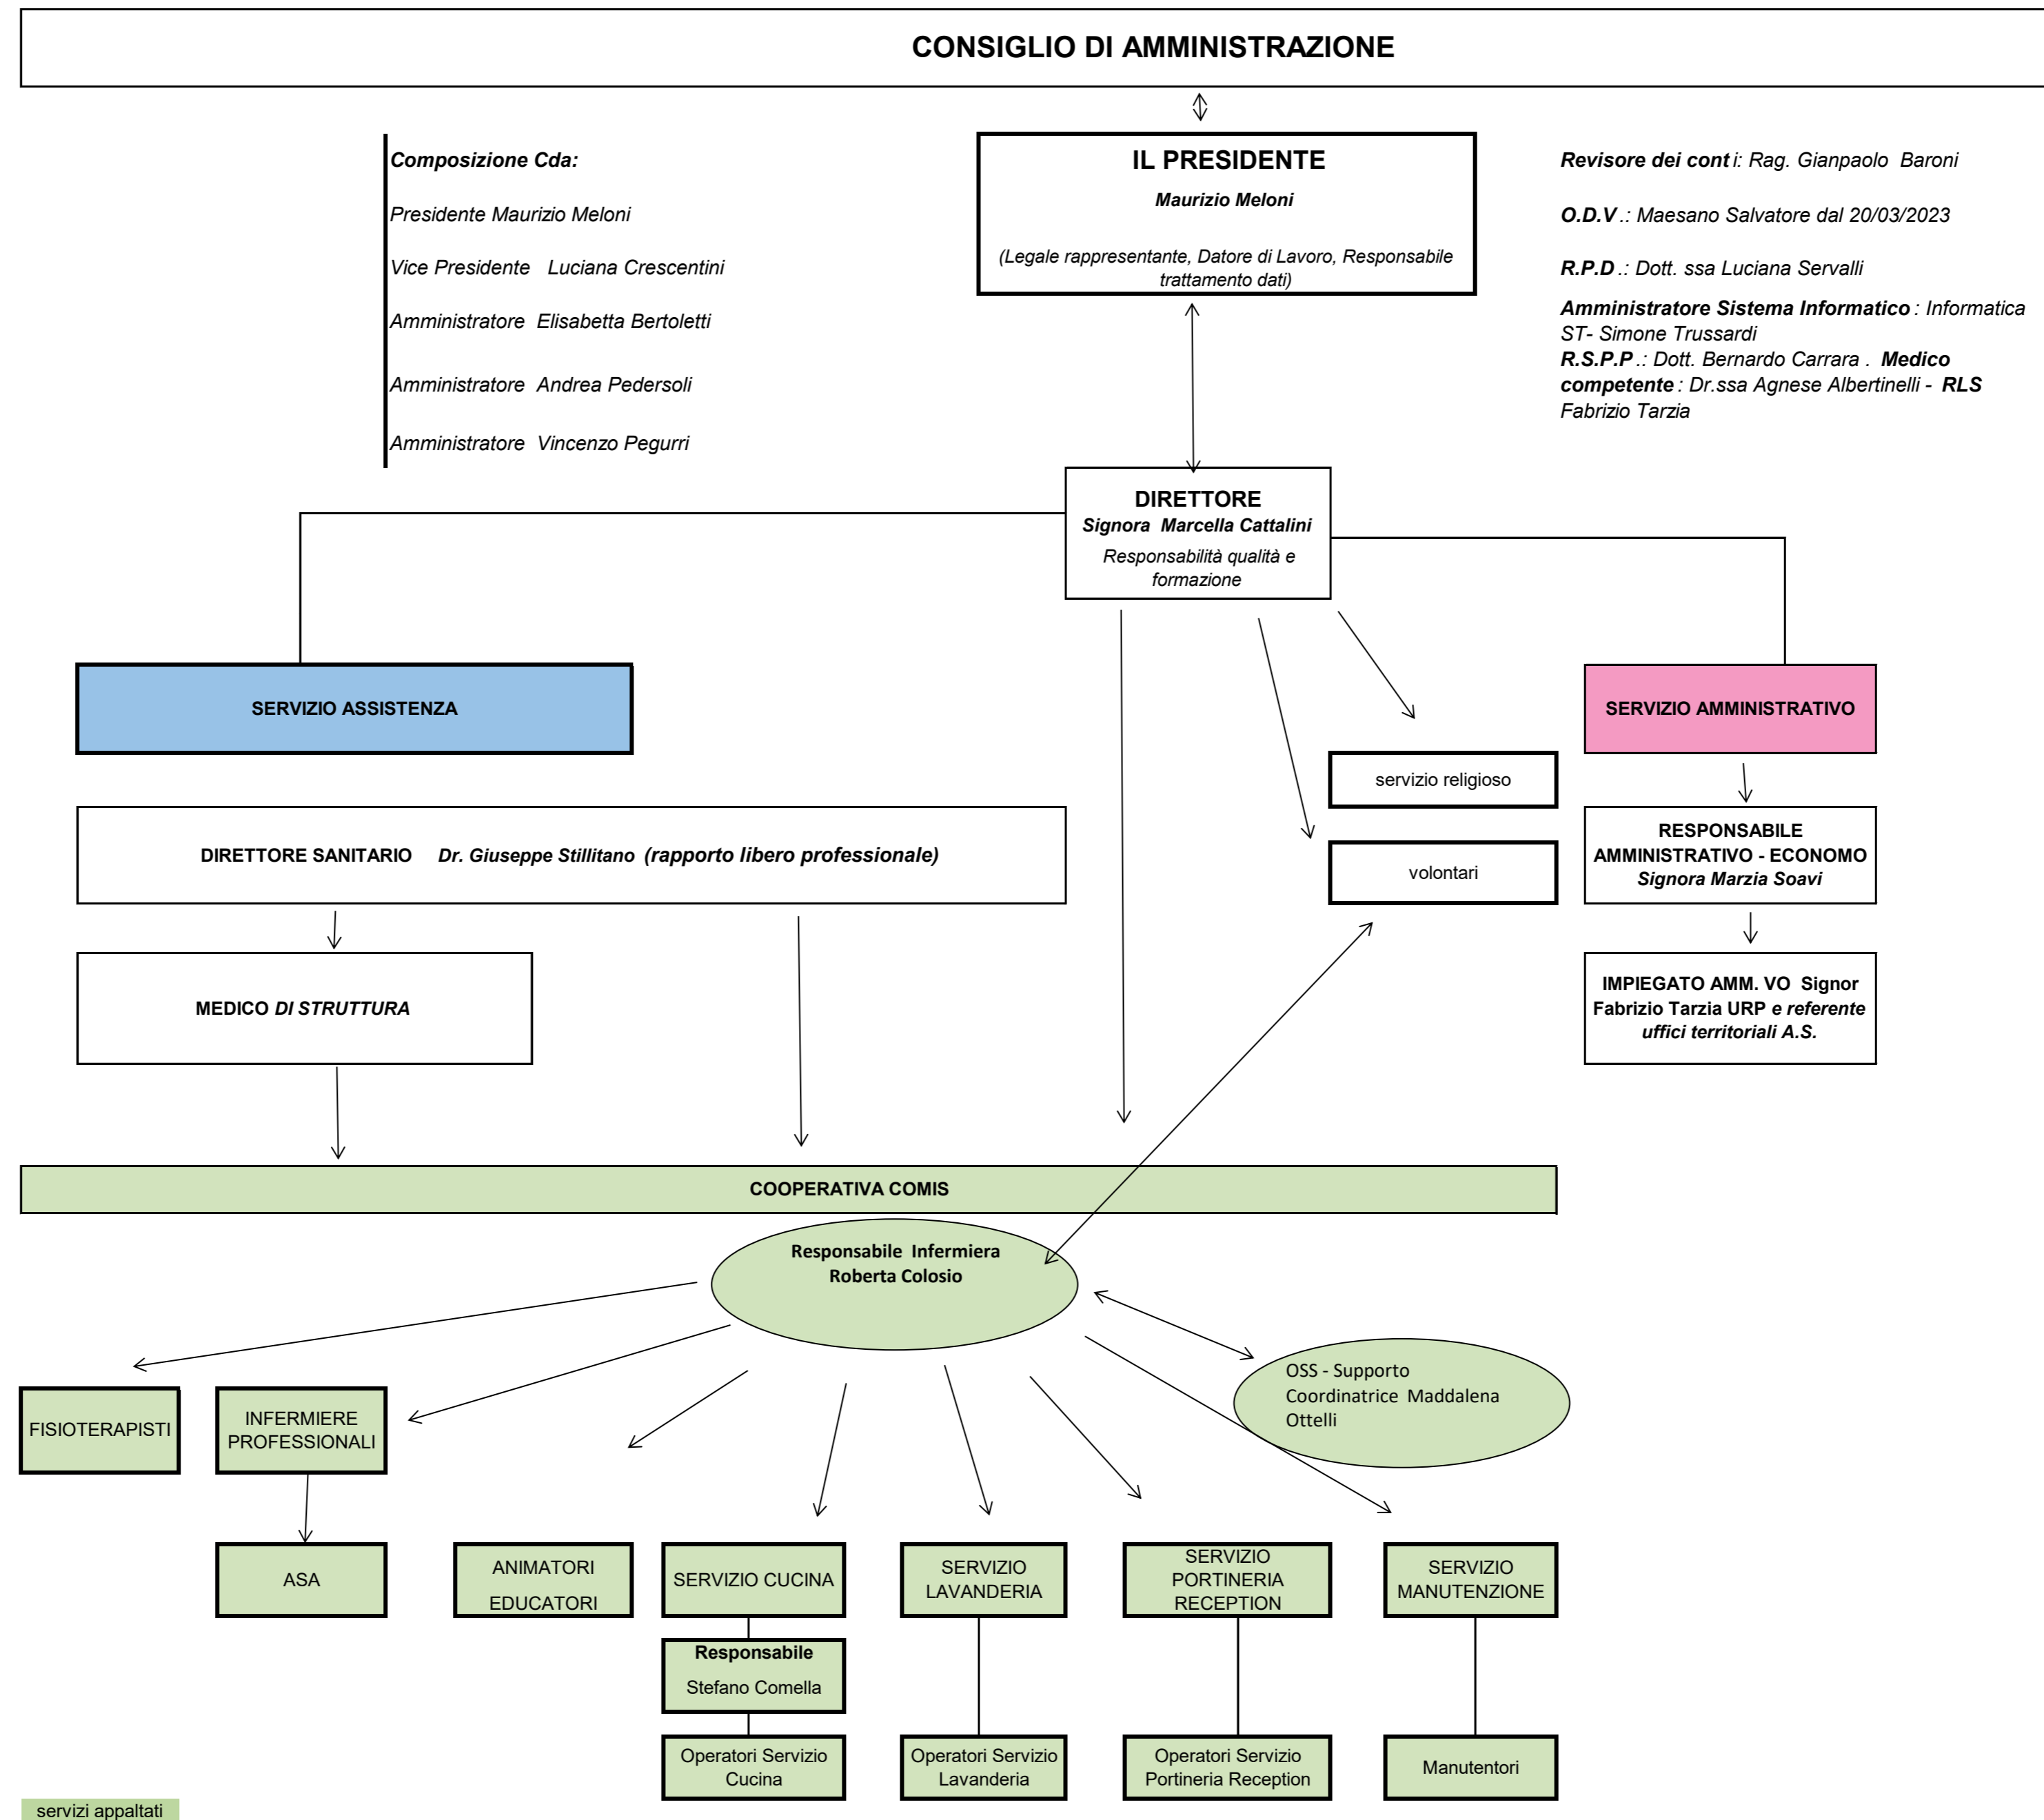 CONSIGLIO DI AMMINISTRAZIONE
Composizione Cda:
Presidente Maurizio Meloni
Vice Presidente Luciana Crescentini
Amministratore Elisabetta Bertoletti
Amministratore Andrea Pedersoli
Amministratore Vincenzo Pegurri
IL PRESIDENTE
Maurizio Meloni
(Legale rappresentante, Datore di Lavoro, Responsabile
trattamento dati)
Revisore dei conti: Rag. Gianpaolo Baroni
O.D.V.: Maesano Salvatore dal 20/03/2023
R.P.D.: Dott. ssa Luciana Servalli
Amministratore Sistema Informatico: Informatica
ST- Simone Trussardi
R.S.P.P.: Dott. Bernardo Carrara . Medico
competente: Dr.ssa Agnese Albertinelli - RLS
Fabrizio Tarzia
DIRETTORE
Signora Marcella Cattalini
Responsabilità qualità e
formazione
SERVIZIO ASSISTENZA
SERVIZIO AMMINISTRATIVO
servizio religioso
DIRETTORE SANITARIO Dr. Giuseppe Stillitano (rapporto libero professionale)
volontari
RESPONSABILE
AMMINISTRATIVO - ECONOMO
Signora Marzia Soavi
MEDICO DI STRUTTURA
IMPIEGATO AMM. VO Signor
Fabrizio Tarzia URP e referente
uffici territoriali A.S.
COOPERATIVA COMIS
Responsabile Infermiera
Roberta Colosio
OSS - Supporto
Coordinatrice Maddalena
Ottelli
FISIOTERAPISTI
INFERMIERE
PROFESSIONALI
ASA
ANIMATORI
EDUCATORI
SERVIZIO CUCINA
SERVIZIO
LAVANDERIA
SERVIZIO
PORTINERIA
RECEPTION
SERVIZIO
MANUTENZIONE
Responsabile
Stefano Comella
Operatori Servizio
Cucina
Operatori Servizio
Lavanderia
Operatori Servizio
Portineria Reception
Manutentori
servizi appaltati